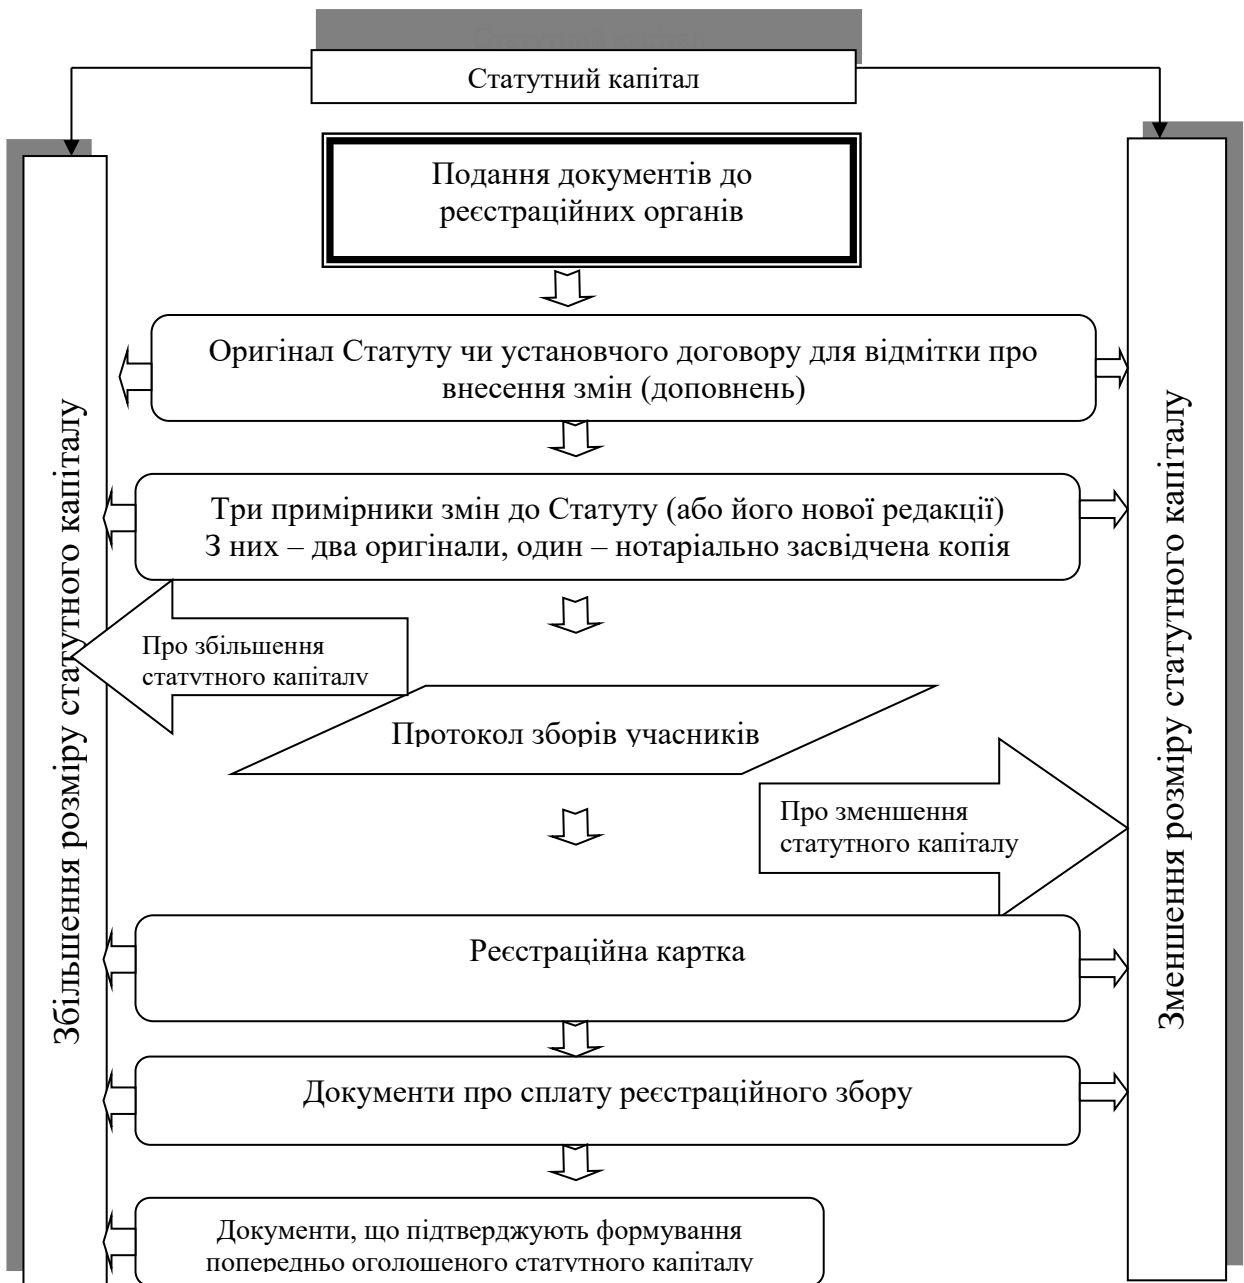 Статутний капітал
Подання документів до
реєстраційних органів
Оригінал Статуту чи установчого договору для відмітки про
внесення змін (доповнень)
Три примірники змін до Статуту (або його нової редакції)
З них – два оригінали, один – нотаріально засвідчена копія
Про збільшення
статутного капіталу
Протокол зборів учасників
Про зменшення
статутного капіталу
Реєстраційна картка
Документи про сплату реєстраційного збору
Документи, що підтверджують формування
попередньо оголошеного статутного капіталу
Збільшення розміру статутного капіталу
Зменшення розміру статутного капіталу